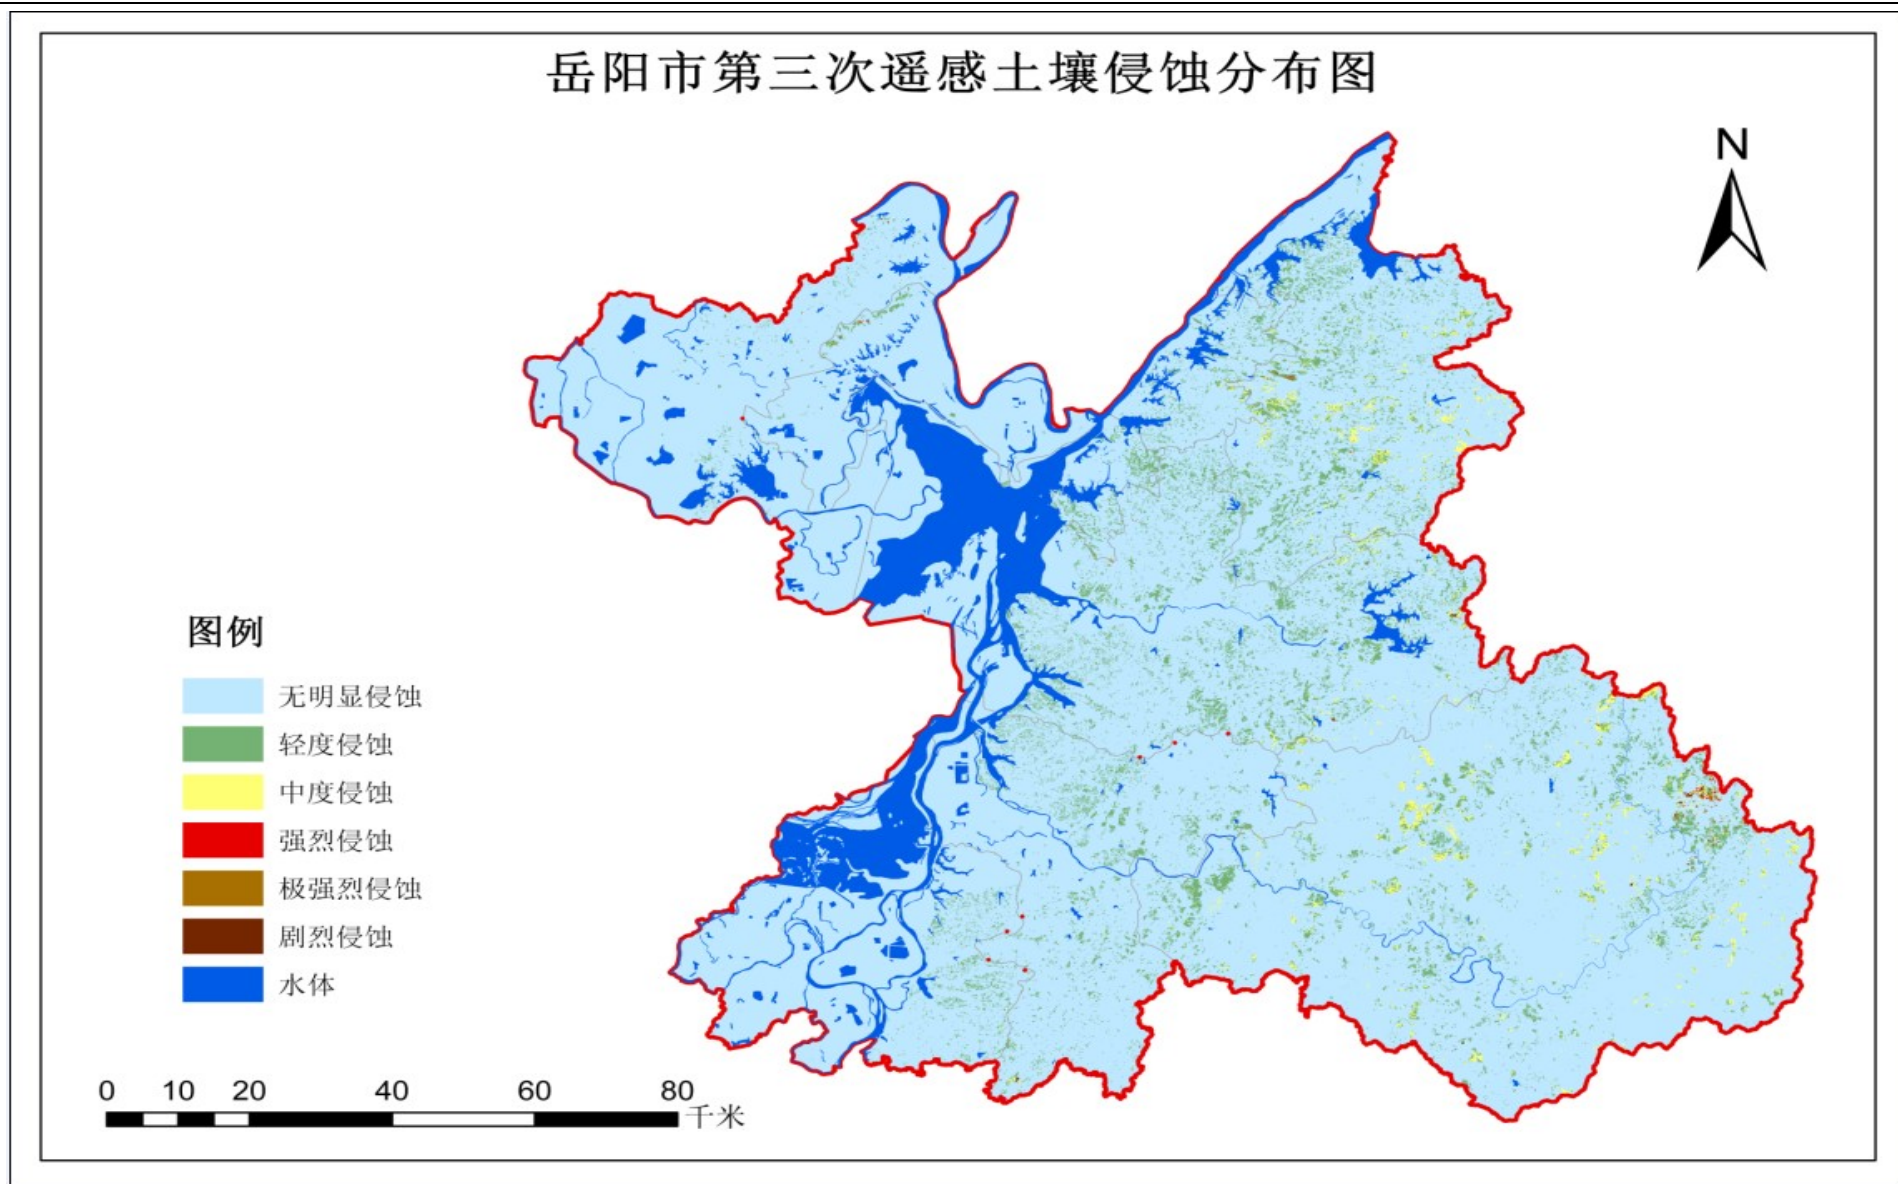 岳阳市第三次遥感土壤侵蚀分布图
N
图例
无明显侵蚀
轻度侵蚀
中度侵蚀
强烈侵蚀
极强烈侵蚀
剧烈侵蚀
水体
0 10 20 40 60 80
千米